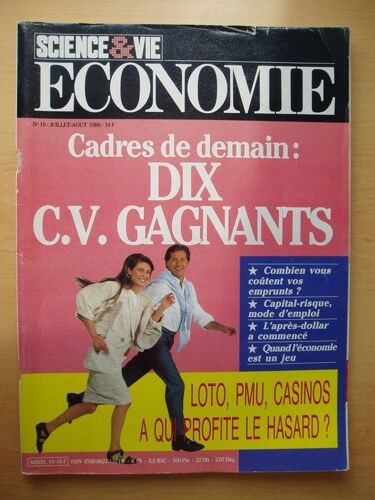 SCIENCE & VIE
ECONOMIE
N° 19 / JUILLET-AOUT 1986 / 18 F
Cadres de demain :
DIX
C.V. GAGNANTS
★ Combien vous
coûtent vos
emprunts ?
★ Capital-risque,
mode d'emploi
★ L'après-dollar
a commencé
★ Quand l'économie
est un jeu
LOTO, PMU, CASINOS
A QUI PROFITE LE HASARD ?